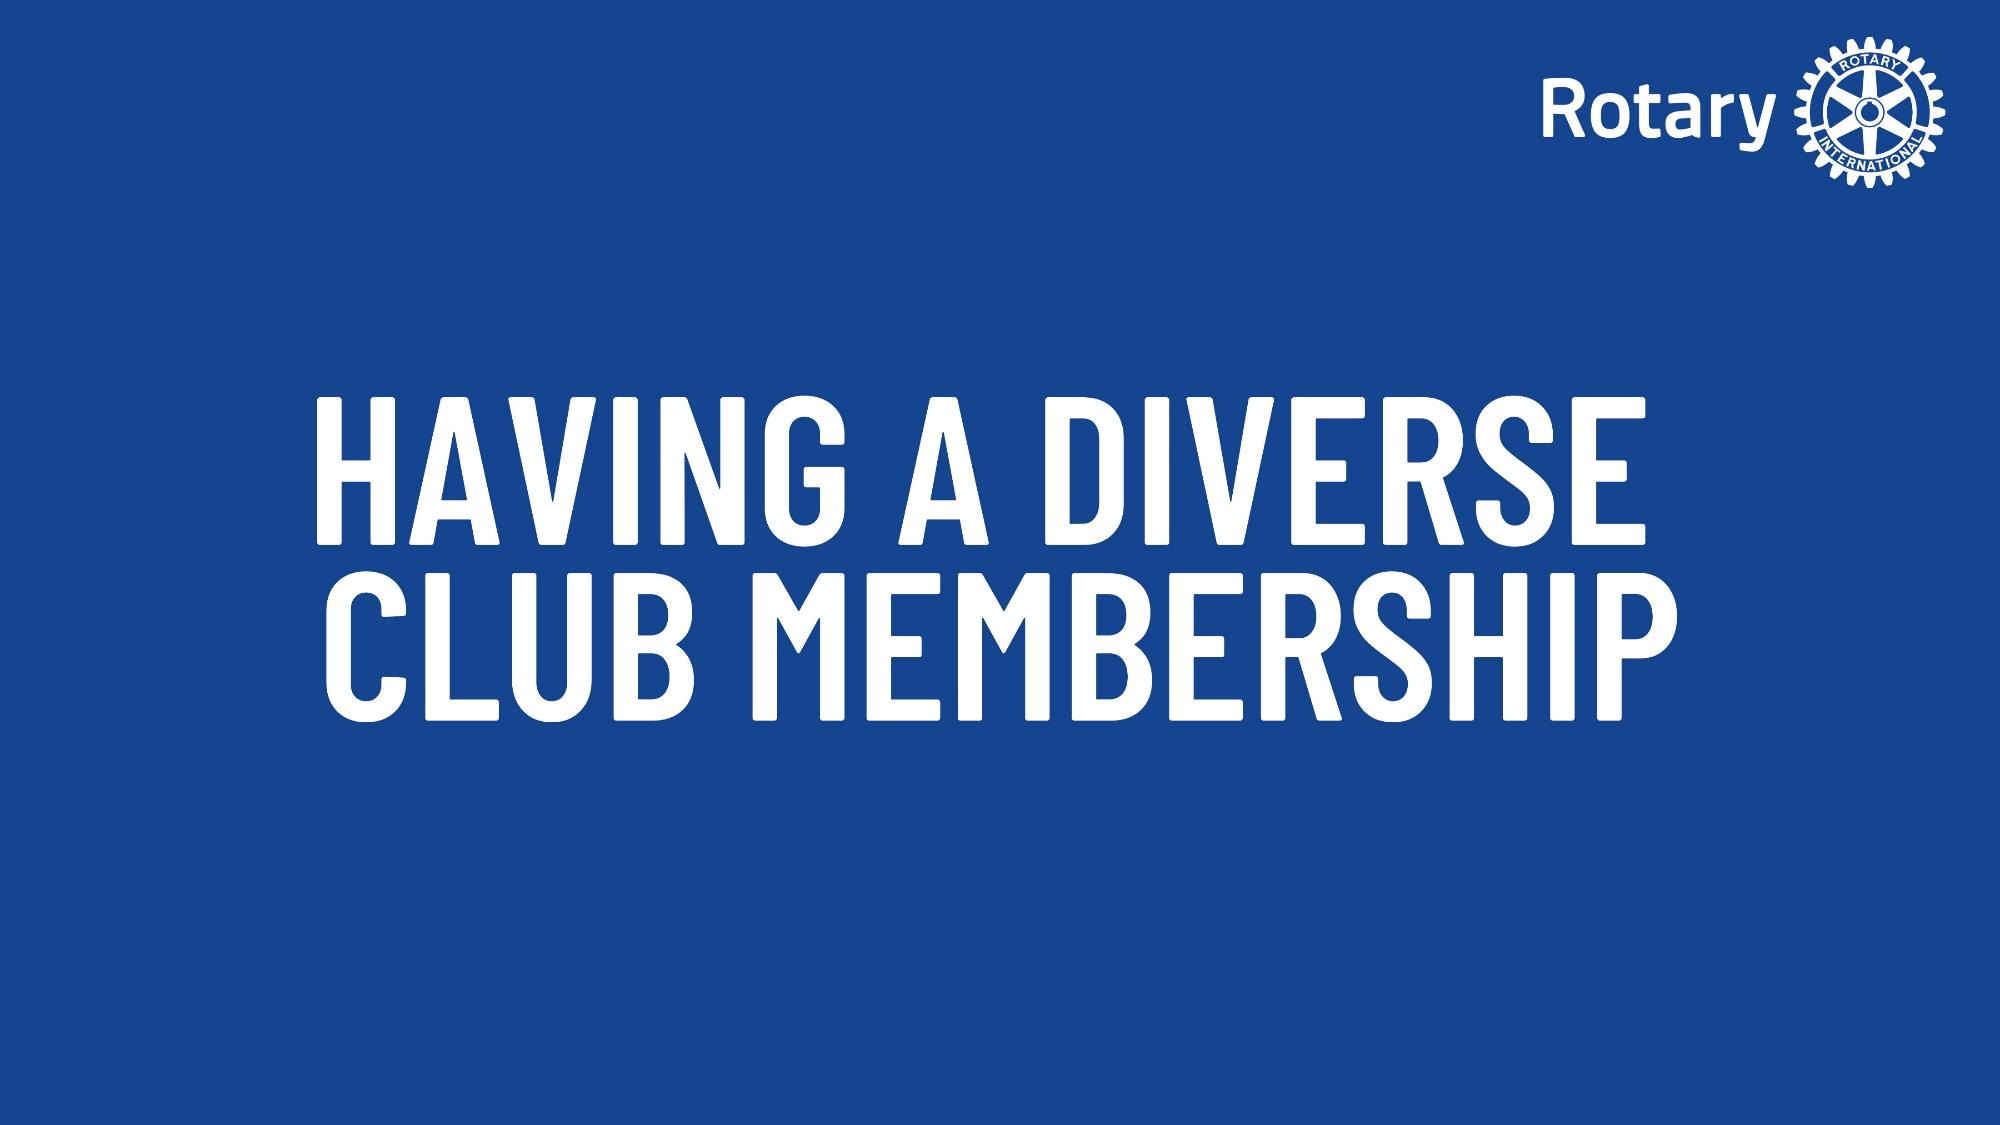 Rotary
ROTARY
INTERNATIONAL
HAVING A DIVERSE
CLUB MEMBERSHIP